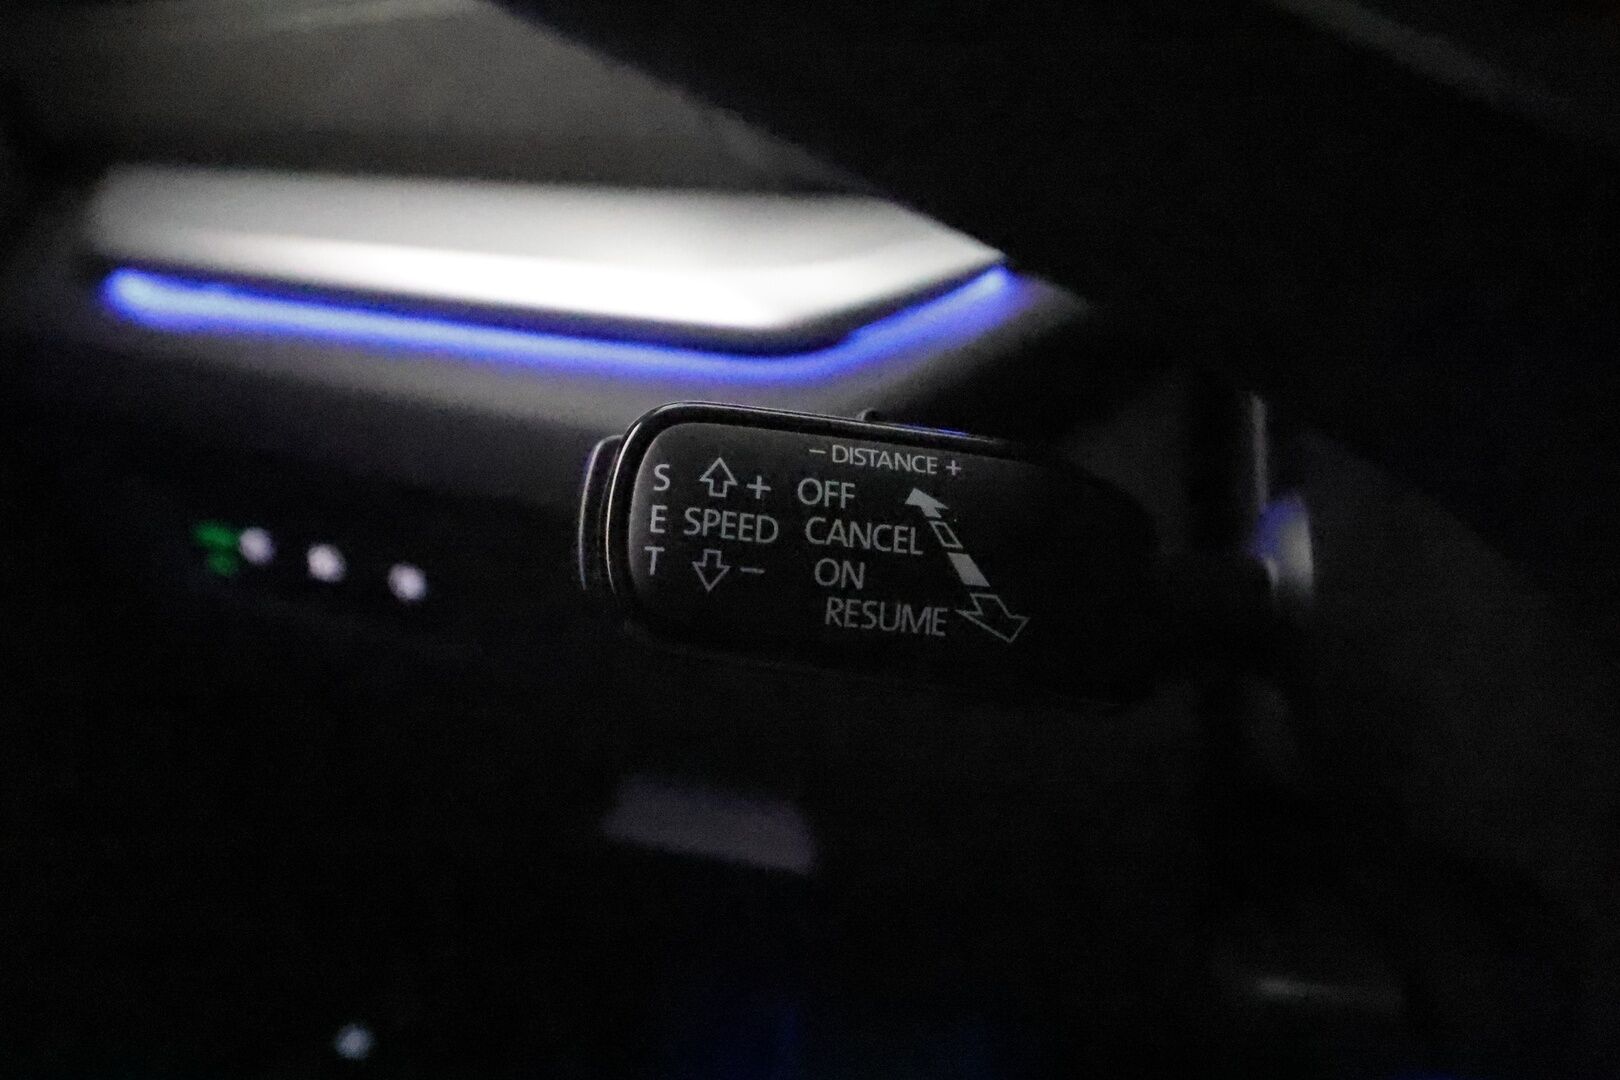 − DISTANCE +
S + OFF
E SPEED CANCEL
T − ON
RESUME